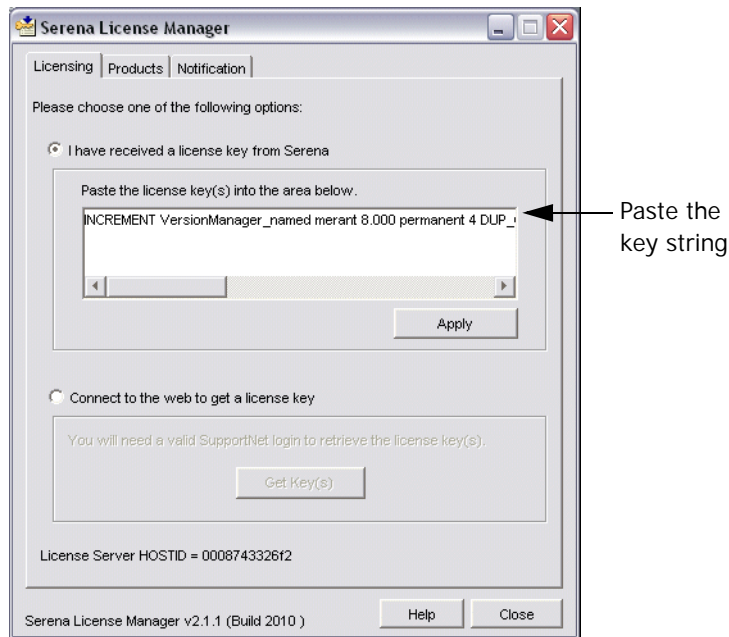 Serena License Manager
Licensing Products Notification
Please choose one of the following options:
I have received a license key from Serena
Paste the license key(s) into the area below.
INCREMENT VersionManager_named merant 8.000 permanent 4 DUP_
Paste the
key string
Apply
Connect to the web to get a license key
You will need a valid SupportNet login to retrieve the license key(s).
Get Key(s)
License Server HOSTID = 0008743326f2
Serena License Manager v2.1.1 (Build 2010 )
Help
Close